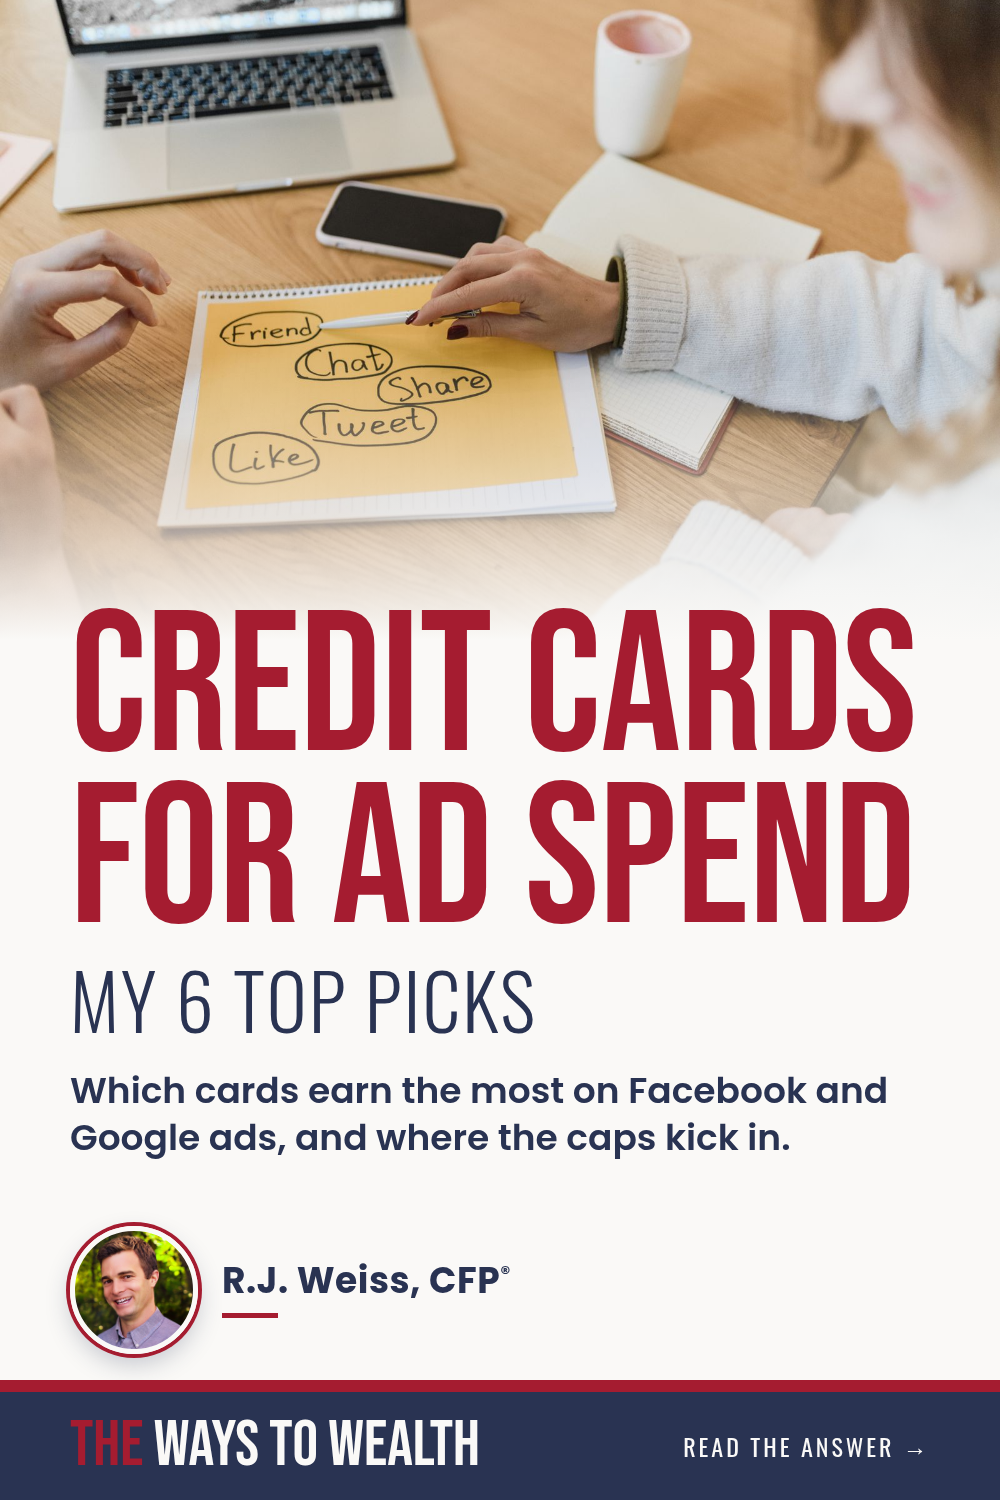 Friend
Chat
Share
Tweet
Like
CREDIT CARDS
FOR AD SPEND
MY 6 TOP PICKS
Which cards earn the most on Facebook and
Google ads, and where the caps kick in.
R.J. Weiss, CFP®
THE WAYS TO WEALTH
READ THE ANSWER →